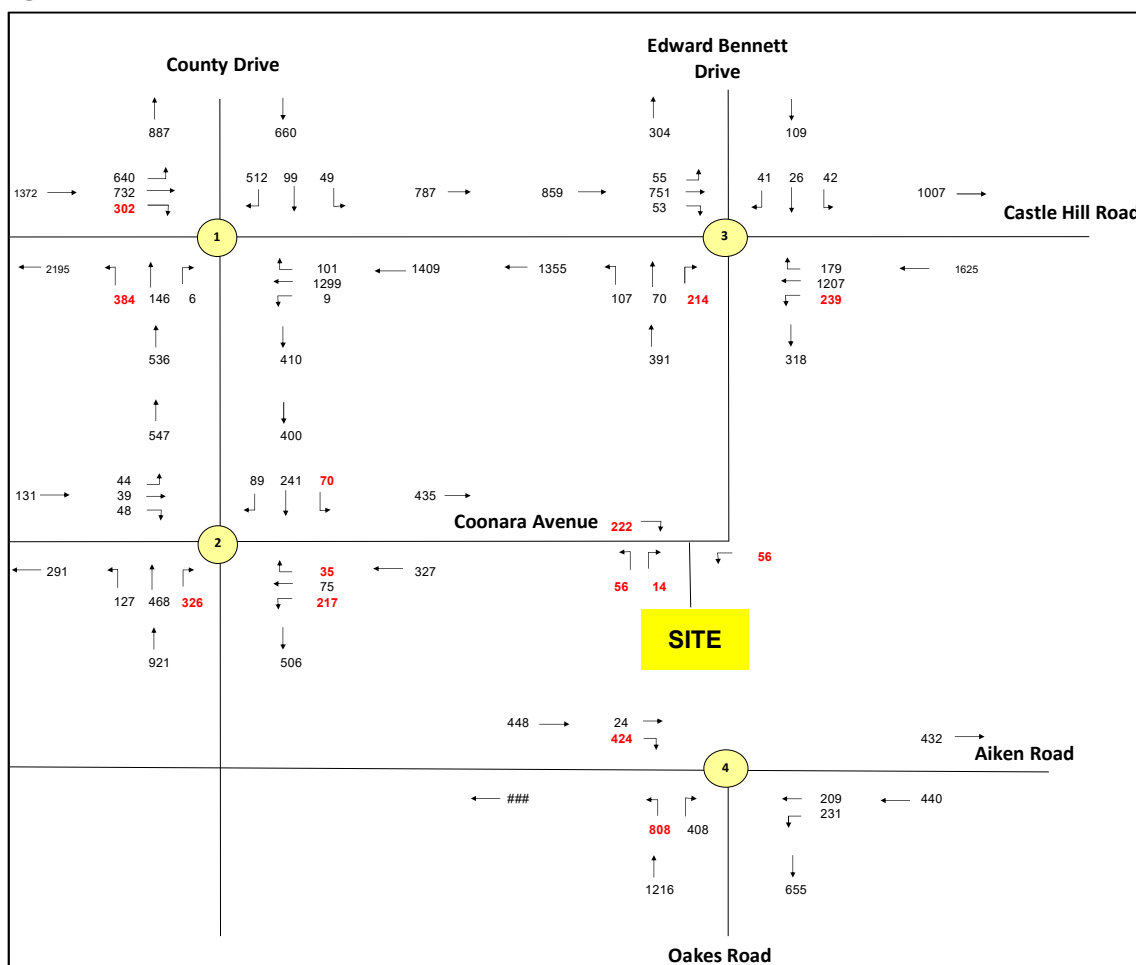 County Drive
Edward Bennett
Drive
887 660 304 109
640 512 99 49 55 41 26 42
1372 732 787 859 751 1007
302 53
Castle Hill Road
1 3
2195 101 1409 1355 179 1625
384 146 6 1299 107 70 214 1207
9 239
536 410 391 318
547 400
44 89 241 70
131 39 435
48
Coonara Avenue 222
2
291 35 327 56
127 468 326 75 56 14
217
SITE
921 506
448 24
424 432
Aiken Road
4
### 209 440
808 408 231
1216 655
Oakes Road